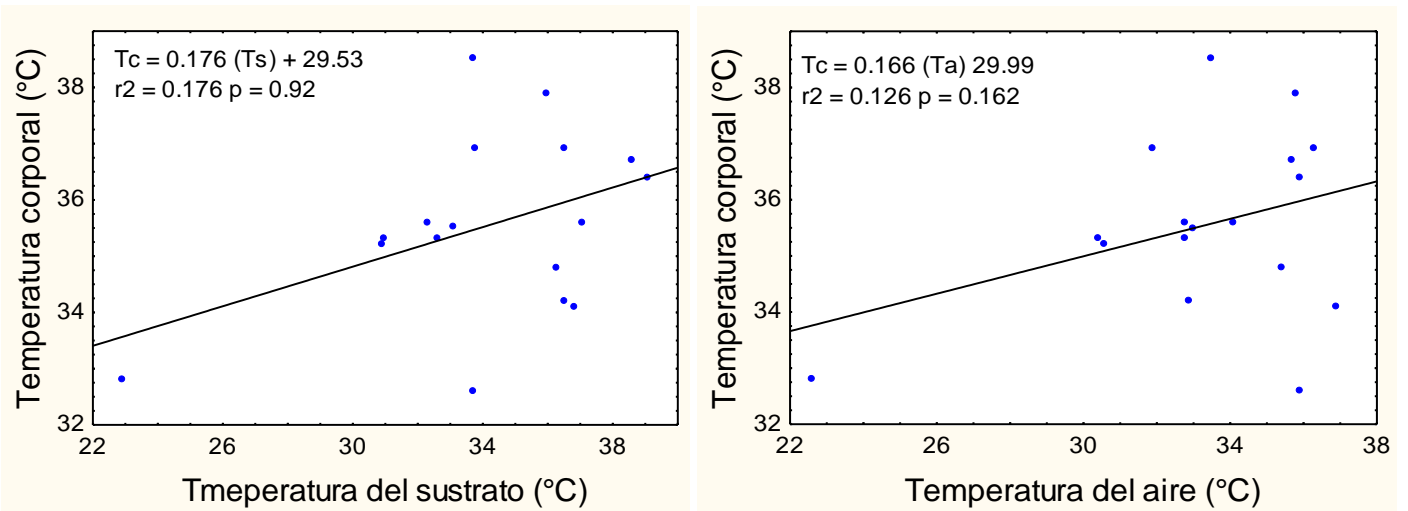 Tc = 0.176 (Ts) + 29.53
r2 = 0.176 p = 0.92
Temperatura corporal (°C)
38
36
34
32
22 26 30 34 38
Tmeperatura del sustrato (°C)
Tc = 0.166 (Ta) 29.99
r2 = 0.126 p = 0.162
Temperatura corporal (°C)
38
36
34
32
22 26 30 34 38
Temperatura del aire (°C)